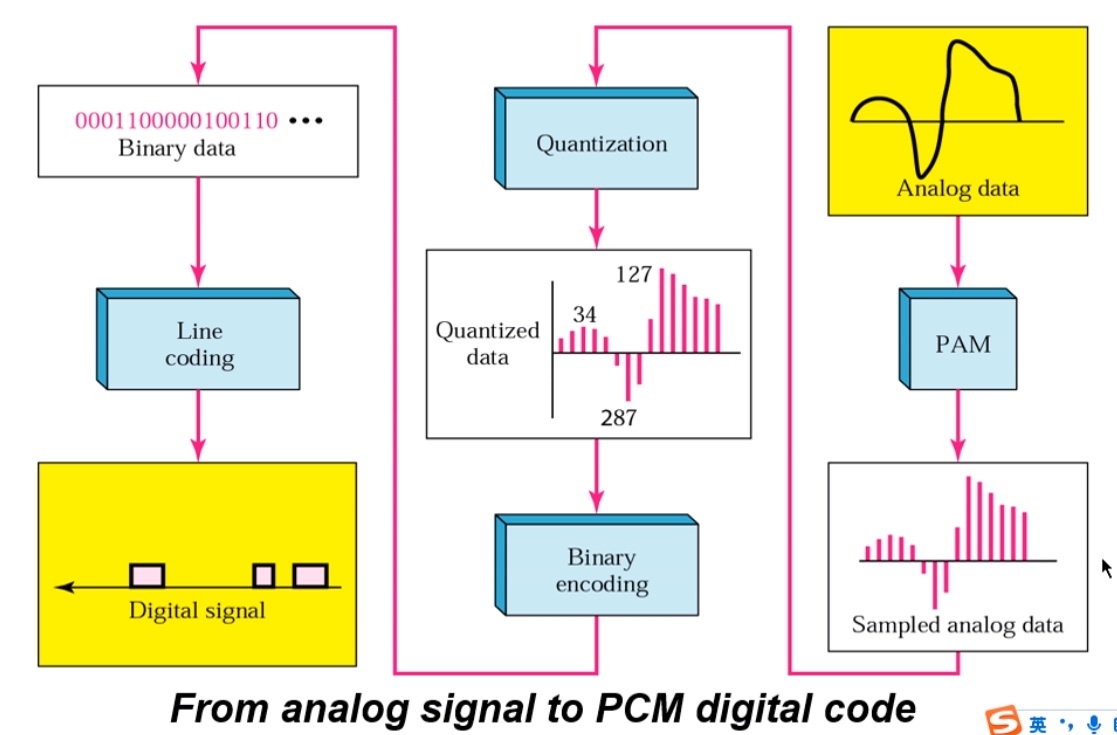 0001100000100110 •••
Binary data
Line
coding
Digital signal
Quantization
127
34
Quantized
data
287
Binary
encoding
Analog data
PAM
Sampled analog data
From analog signal to PCM digital code
S 英